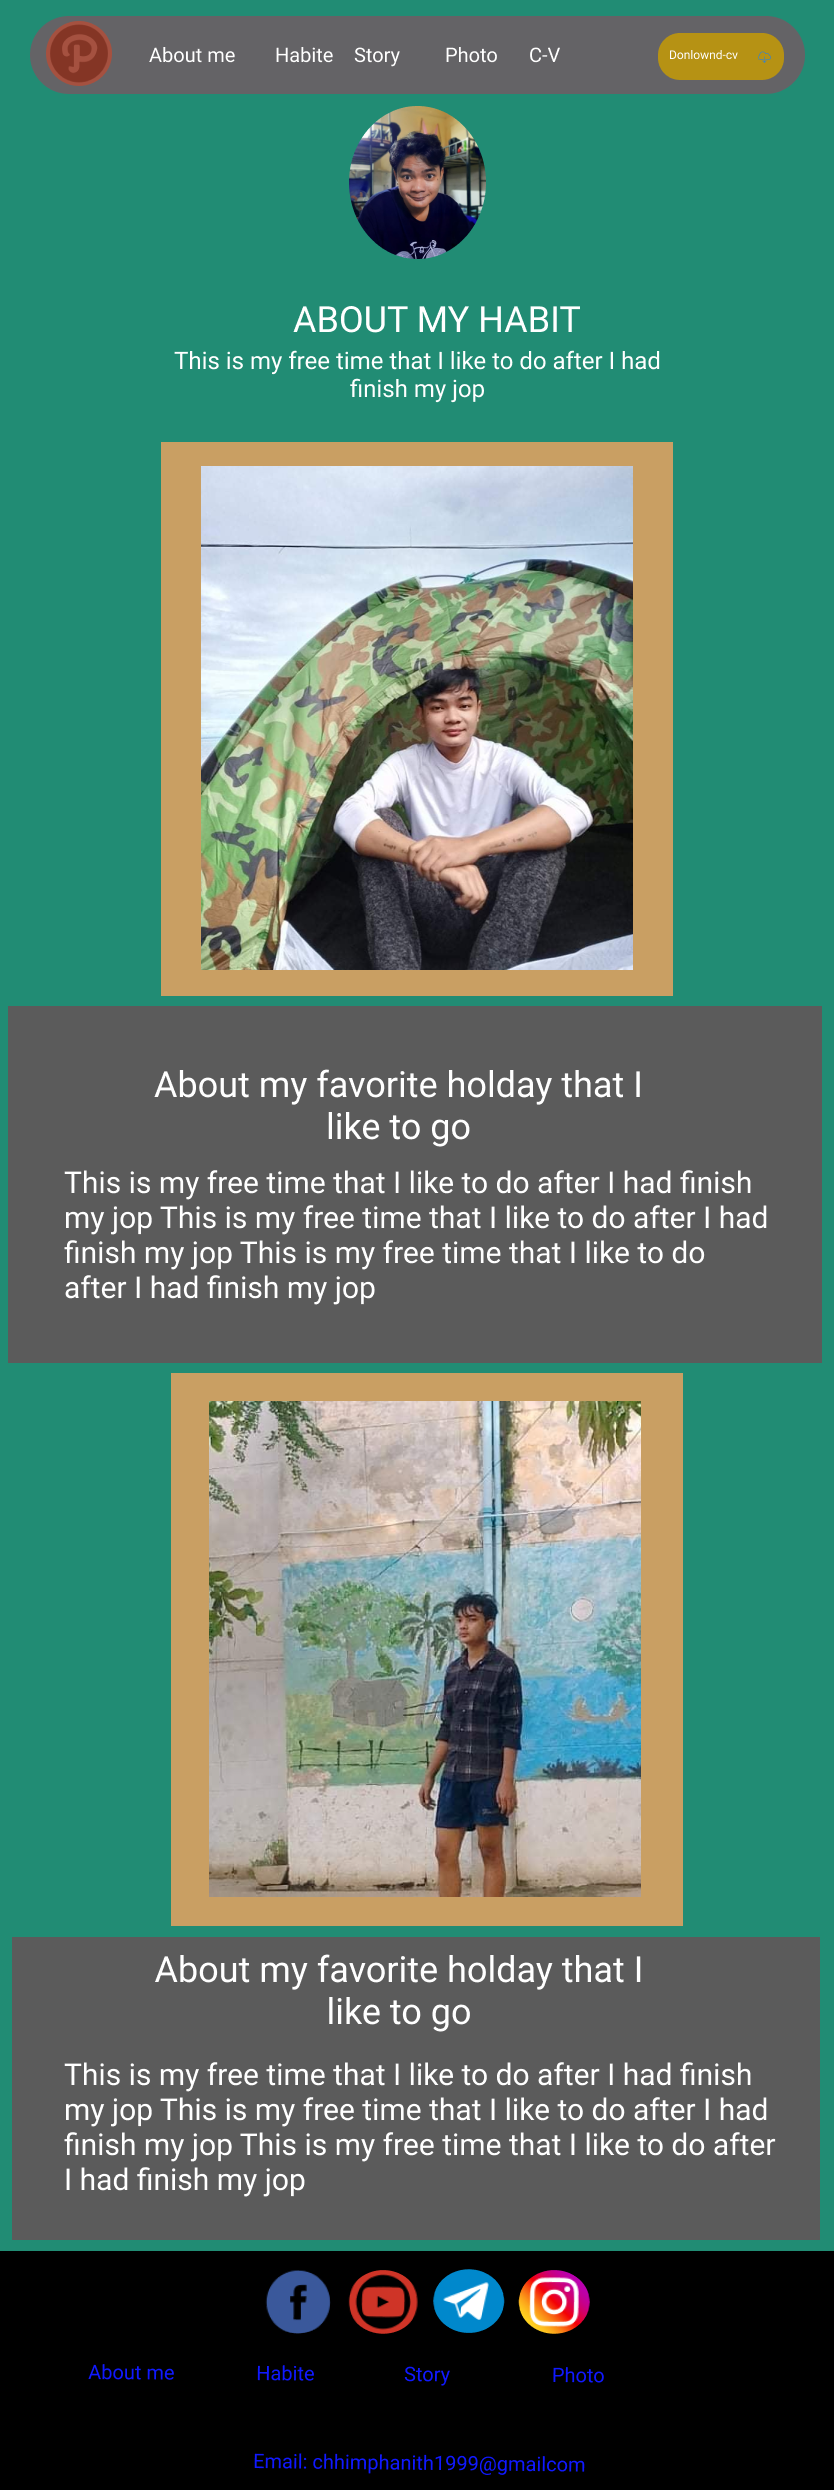 P
About me Habite Story Photo C-V Donlownd-cv
ABOUT MY HABIT
This is my free time that I like to do after I had
finish my jop
About my favorite holday that I
like to go
This is my free time that I like to do after I had finish
my jop This is my free time that I like to do after I had
finish my jop This is my free time that I like to do
after I had finish my jop
About my favorite holday that I
like to go
This is my free time that I like to do after I had finish
my jop This is my free time that I like to do after I had
finish my jop This is my free time that I like to do after
I had finish my jop
f
About me Habite Story Photo
Email: chhimphanith1999@gmailcom